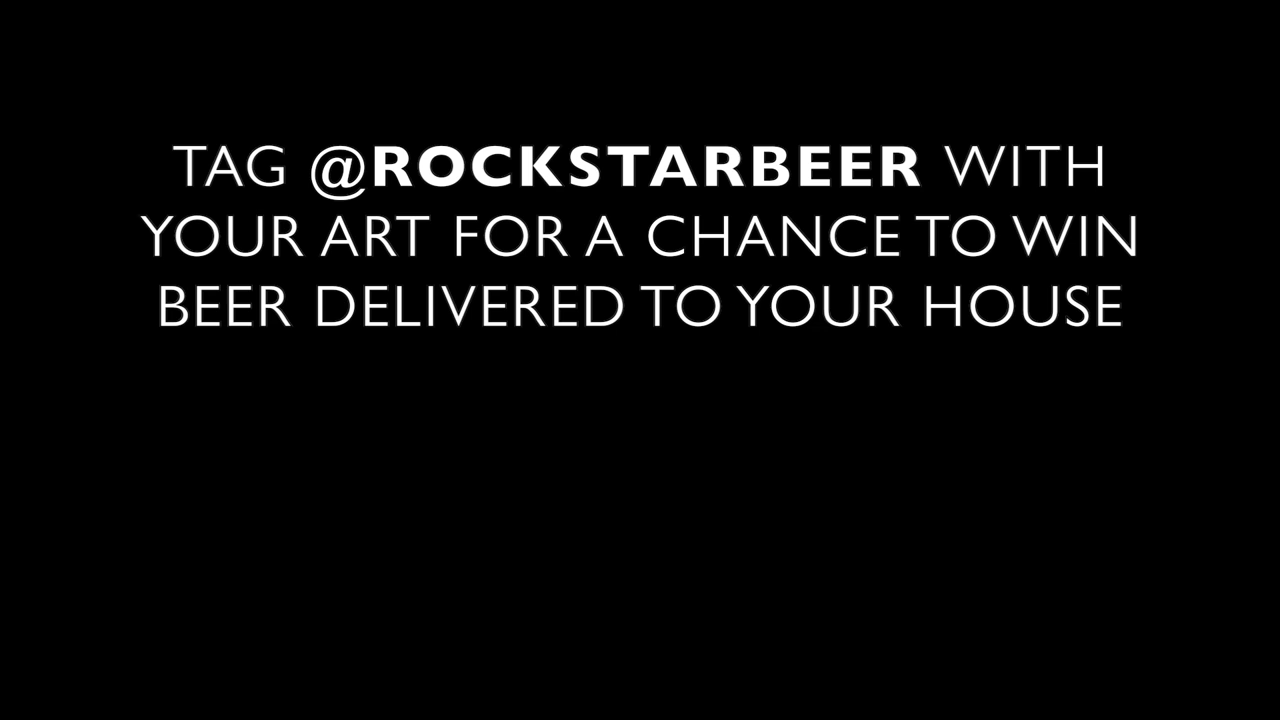 TAG @ROCKSTARBEER WITH
YOUR ART FOR A CHANCE TO WIN
BEER DELIVERED TO YOUR HOUSE